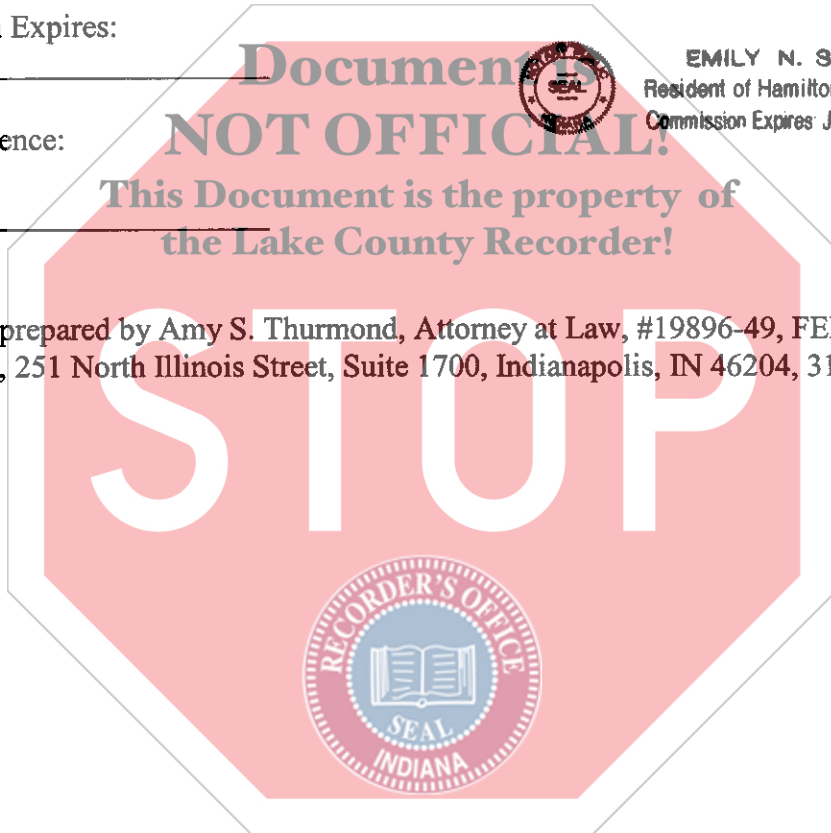 Expires:
Document is
NOT OFFICIAL!
This Document is the property of
the Lake County Recorder!
SEAL
EMILY N. S
Resident of Hamilto
Commission Expires J
ence:
prepared by Amy S. Thurmond, Attorney at Law, #19896-49, FE
, 251 North Illinois Street, Suite 1700, Indianapolis, IN 46204, 31
STOP
RECORDER'S OFFICE
SEAL
INDIANA